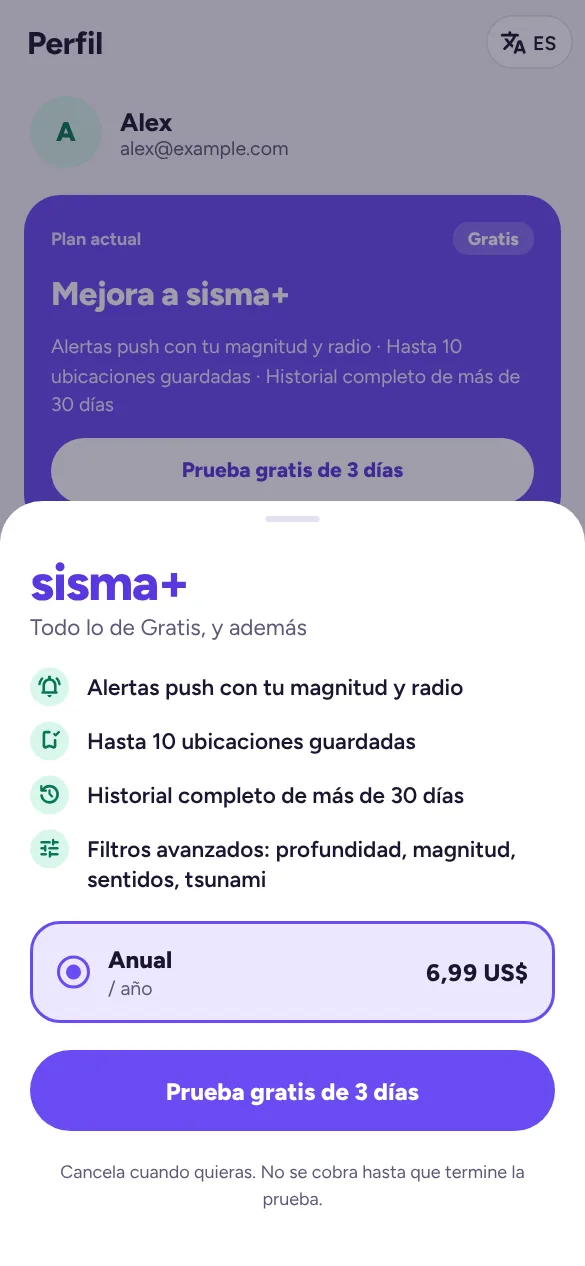 Perfil
ES
A
Alex
alex@example.com
Plan actual
Gratis
Mejora a sisma+
Alertas push con tu magnitud y radio · Hasta 10
ubicaciones guardadas · Historial completo de más de
30 días
Prueba gratis de 3 días
sisma+
Todo lo de Gratis, y además
Alertas push con tu magnitud y radio
Hasta 10 ubicaciones guardadas
Historial completo de más de 30 días
Filtros avanzados: profundidad, magnitud,
sentidos, tsunami
Anual
/ año
6,99 US$
Prueba gratis de 3 días
Cancela cuando quieras. No se cobra hasta que termine la
prueba.